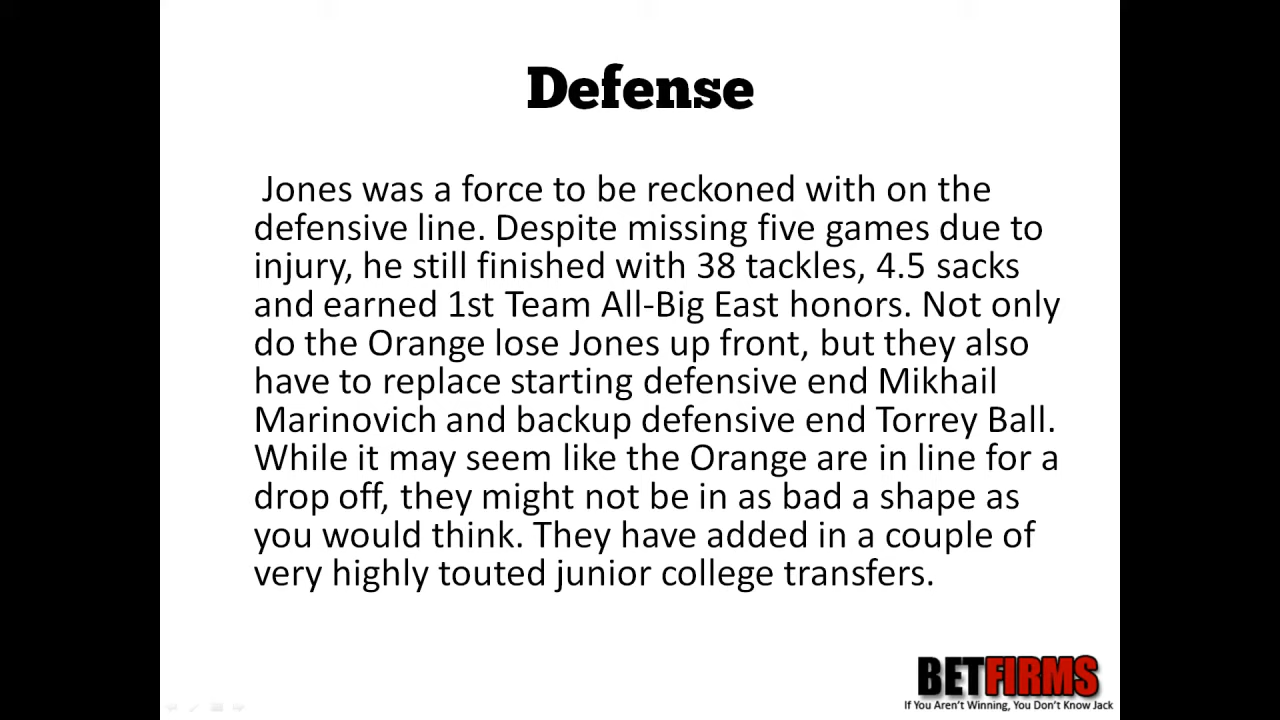 Defense
Jones was a force to be reckoned with on the
defensive line. Despite missing five games due to
injury, he still finished with 38 tackles, 4.5 sacks
and earned 1st Team All-Big East honors. Not only
do the Orange lose Jones up front, but they also
have to replace starting defensive end Mikhail
Marinovich and backup defensive end Torrey Ball.
While it may seem like the Orange are in line for a
drop off, they might not be in as bad a shape as
you would think. They have added in a couple of
very highly touted junior college transfers.
BETFIRMS
If You Aren't Winning, You Don't Know Jack